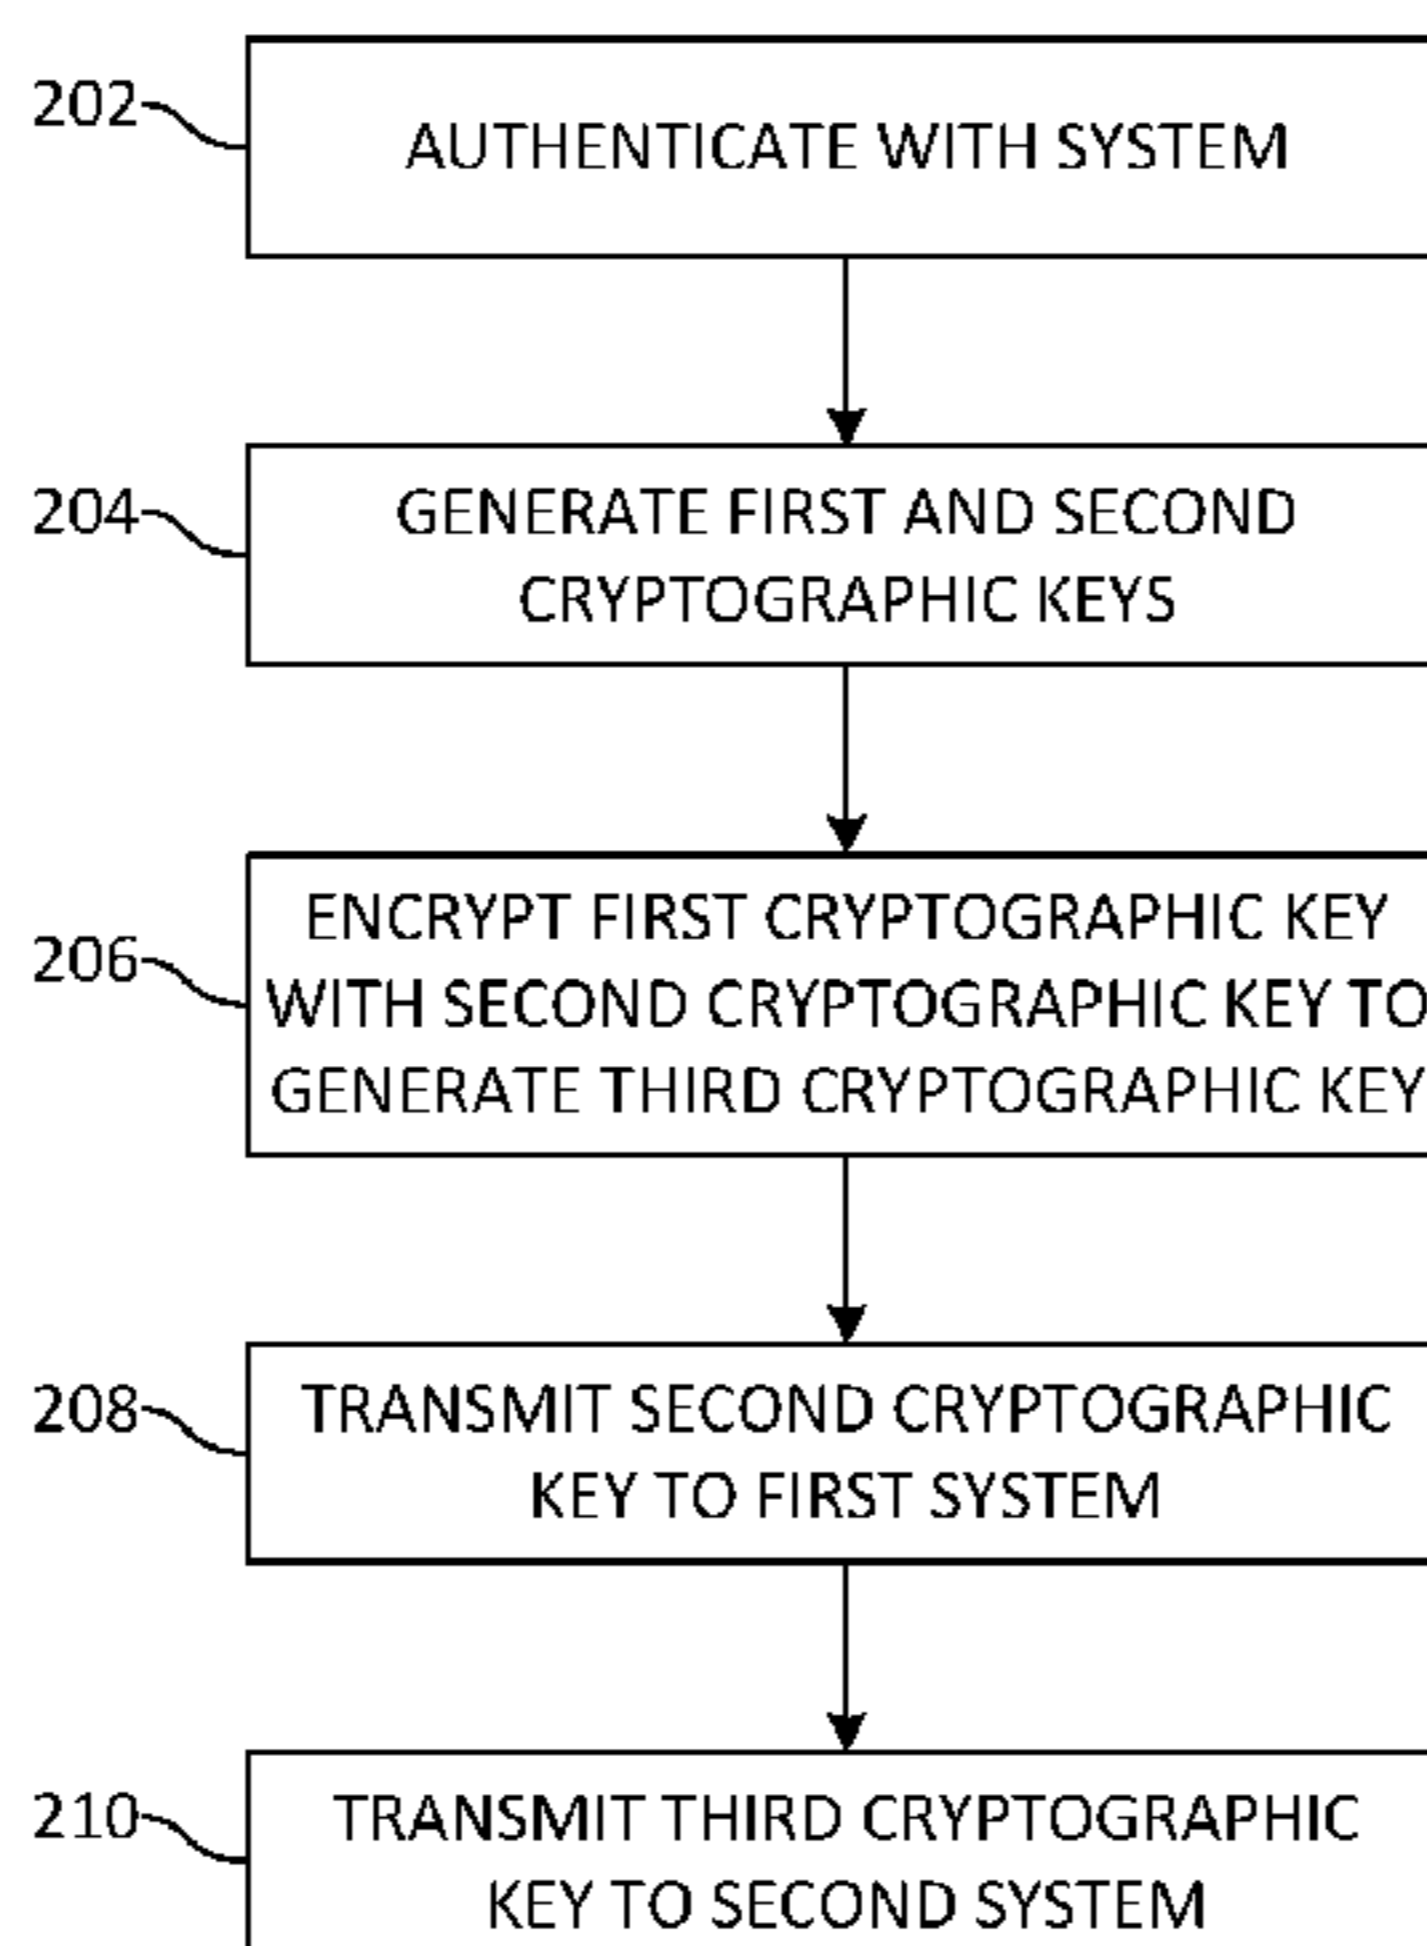 202
AUTHENTICATE WITH SYSTEM
204
GENERATE FIRST AND SECOND
CRYPTOGRAPHIC KEYS
206
ENCRYPT FIRST CRYPTOGRAPHIC KEY
WITH SECOND CRYPTOGRAPHIC KEY TO
GENERATE THIRD CRYPTOGRAPHIC KEY
208
TRANSMIT SECOND CRYPTOGRAPHIC
KEY TO FIRST SYSTEM
210
TRANSMIT THIRD CRYPTOGRAPHIC
KEY TO SECOND SYSTEM